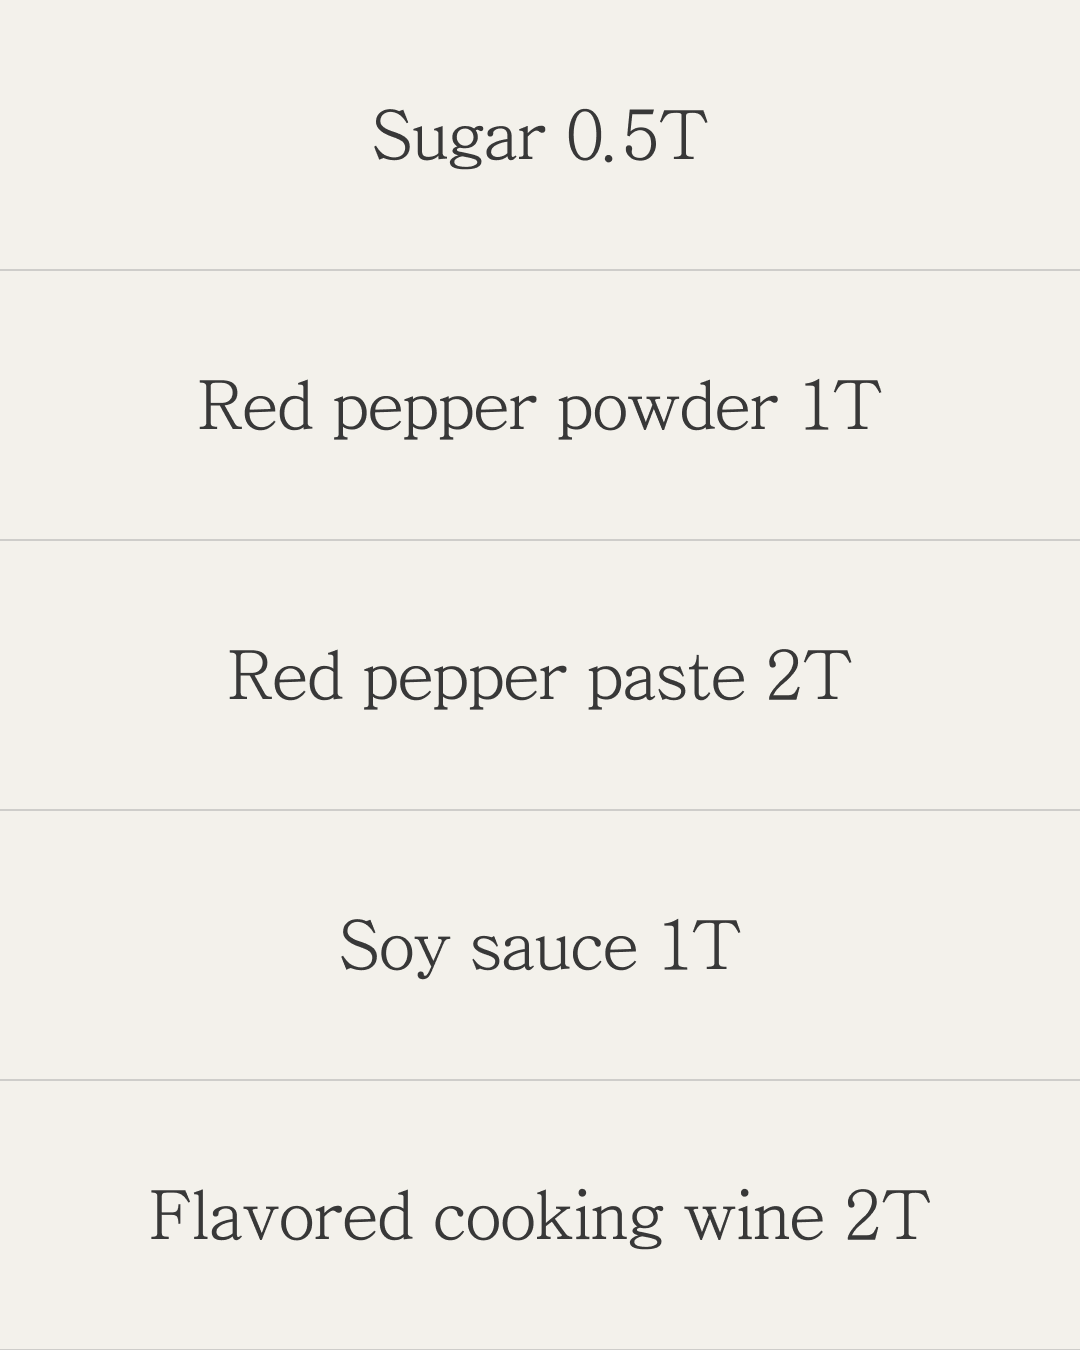 Sugar 0.5T
Red pepper powder 1T
Red pepper paste 2T
Soy sauce 1T
Flavored cooking wine 2T